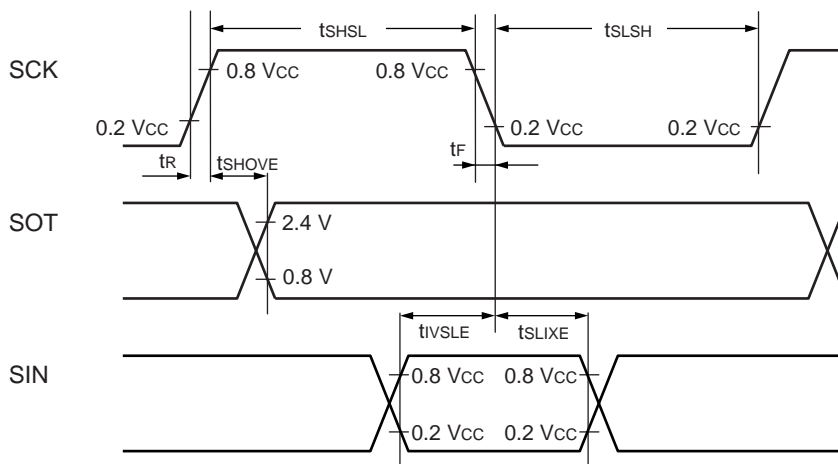 tSHSL tSLSH
SCK 0.8 VCC 0.8 VCC
0.2 VCC 0.2 VCC 0.2 VCC
tR tSHOVE tF
SOT 2.4 V
0.8 V
tIVSLE tSLIXE
SIN 0.8 VCC 0.8 VCC
0.2 VCC 0.2 VCC